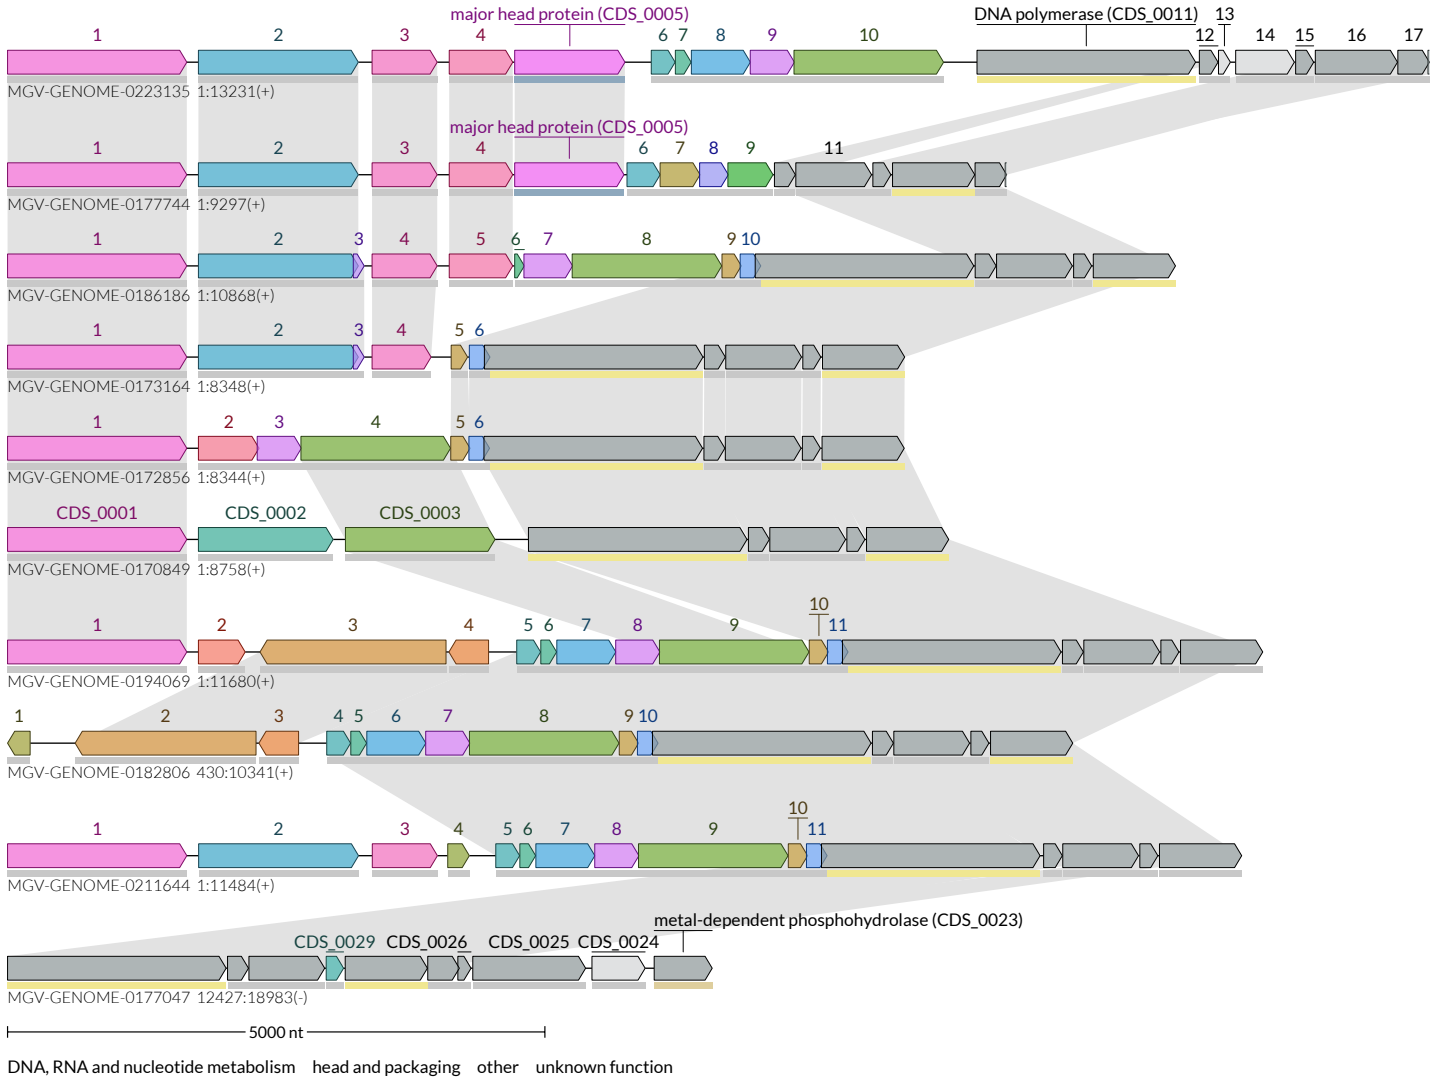 major head protein (CDS_0005) DNA polymerase (CDS_0011) 13
1 2 3 4 6 7 8 9 10 12 14 15 16 17
MGV-GENOME-0223135 1:13231(+)
major head protein (CDS_0005)
1 2 3 4 6 7 8 9 11
MGV-GENOME-0177744 1:9297(+)
1 2 3 4 5 6 7 8 9 10
MGV-GENOME-0186186 1:10868(+)
1 2 3 4 5 6
MGV-GENOME-0173164 1:8348(+)
1 2 3 4 5 6
MGV-GENOME-0172856 1:8344(+)
CDS_0001 CDS_0002 CDS_0003
MGV-GENOME-0170849 1:8758(+)
10
1 2 3 4 5 6 7 8 9 11
MGV-GENOME-0194069 1:11680(+)
1 2 3 4 5 6 7 8 9 10
MGV-GENOME-0182806 430:10341(+)
10
1 2 3 4 5 6 7 8 9 11
MGV-GENOME-0211644 1:11484(+)
metal-dependent phosphohydrolase (CDS_0023)
CDS_0029 CDS_0026 CDS_0025 CDS_0024
MGV-GENOME-0177047 12427:18983(-)
5000 nt
DNA, RNA and nucleotide metabolism head and packaging other unknown function